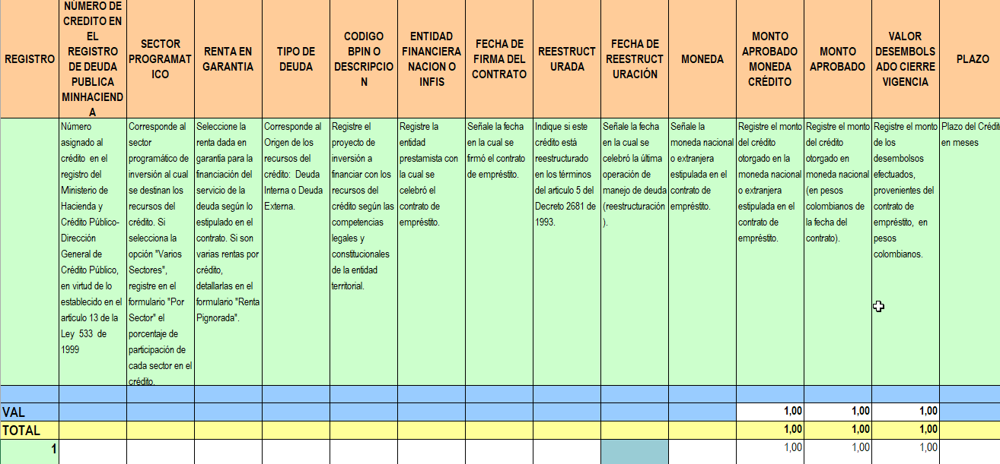 REGISTRO
NÚMERO DE
CREDITO EN
EL
REGISTRO
DE DEUDA
PUBLICA
MINHACIEND
A
SECTOR
PROGRAMAT
ICO
RENTA EN
GARANTIA
TIPO DE
DEUDA
CODIGO
BPIN O
DESCRIPCIO
N
ENTIDAD
FINANCIERA
NACION O
INFIS
FECHA DE
FIRMA DEL
CONTRATO
REESTRUCT
URADA
FECHA DE
REESTRUCT
URACIÓN
MONEDA
MONTO
APROBADO
MONEDA
CRÉDITO
MONTO
APROBADO
VALOR
DESEMBOLS
ADO CIERRE
VIGENCIA
PLAZO
Número
asignado al
crédito en el
registro del
Ministerio de
Hacienda y
Crédito Público-
Dirección
General de
Crédito Público,
en virtud de lo
establecido en el
articulo 13 de la
Ley 533 de
1999
Corresponde al
sector
programático de
inversión al cual
se destinan los
recursos del
crédito. Si
selecciona la
opción "Varios
Sectores",
registre en el
formulario "Por
Sector" el
porcentaje de
participación de
cada sector en el
crédito.
Seleccione la
renta dada en
garantía para la
financiación del
servicio de la
deuda según lo
estipulado en el
contrato. Si son
varias rentas por
crédito,
detallarlas en el
formulario "Renta
Pignorada".
Corresponde al
Origen de los
recursos del
crédito: Deuda
Interna o Deuda
Externa.
Registre el
proyecto de
inversión a
financiar con los
recursos del
crédito según las
competencias
legales y
constitucionales
de la entidad
territorial.
Registre la
entidad
prestamista con
la cual se
celebró el
contrato de
empréstito.
Señale la fecha
en la cual se
firmó el contrato
de empréstito.
Indique si este
crédito está
reestructurado
en los términos
del articulo 5 del
Decreto 2681 de
1993.
Señale la fecha
en la cual se
celebró la última
operación de
manejo de deuda
(reestructuración
).
Señale la
moneda nacional
o extranjera
estipulada en el
contrato de
empréstito.
Registre el monto
del crédito
otorgado en la
moneda nacional
o extranjera
estipulada en el
contrato de
empréstito.
Registre el monto
del crédito
otorgado en
moneda nacional
(en pesos
colombianos de
la fecha del
contrato).
Registre el monto
de los
desembolsos
efectuados,
provenientes del
contrato de
empréstito, en
pesos
colombianos.
Plazo del Crédito
en meses
VAL 1,00 1,00 1,00
TOTAL 1,00 1,00 1,00
1 1,00 1,00 1,00